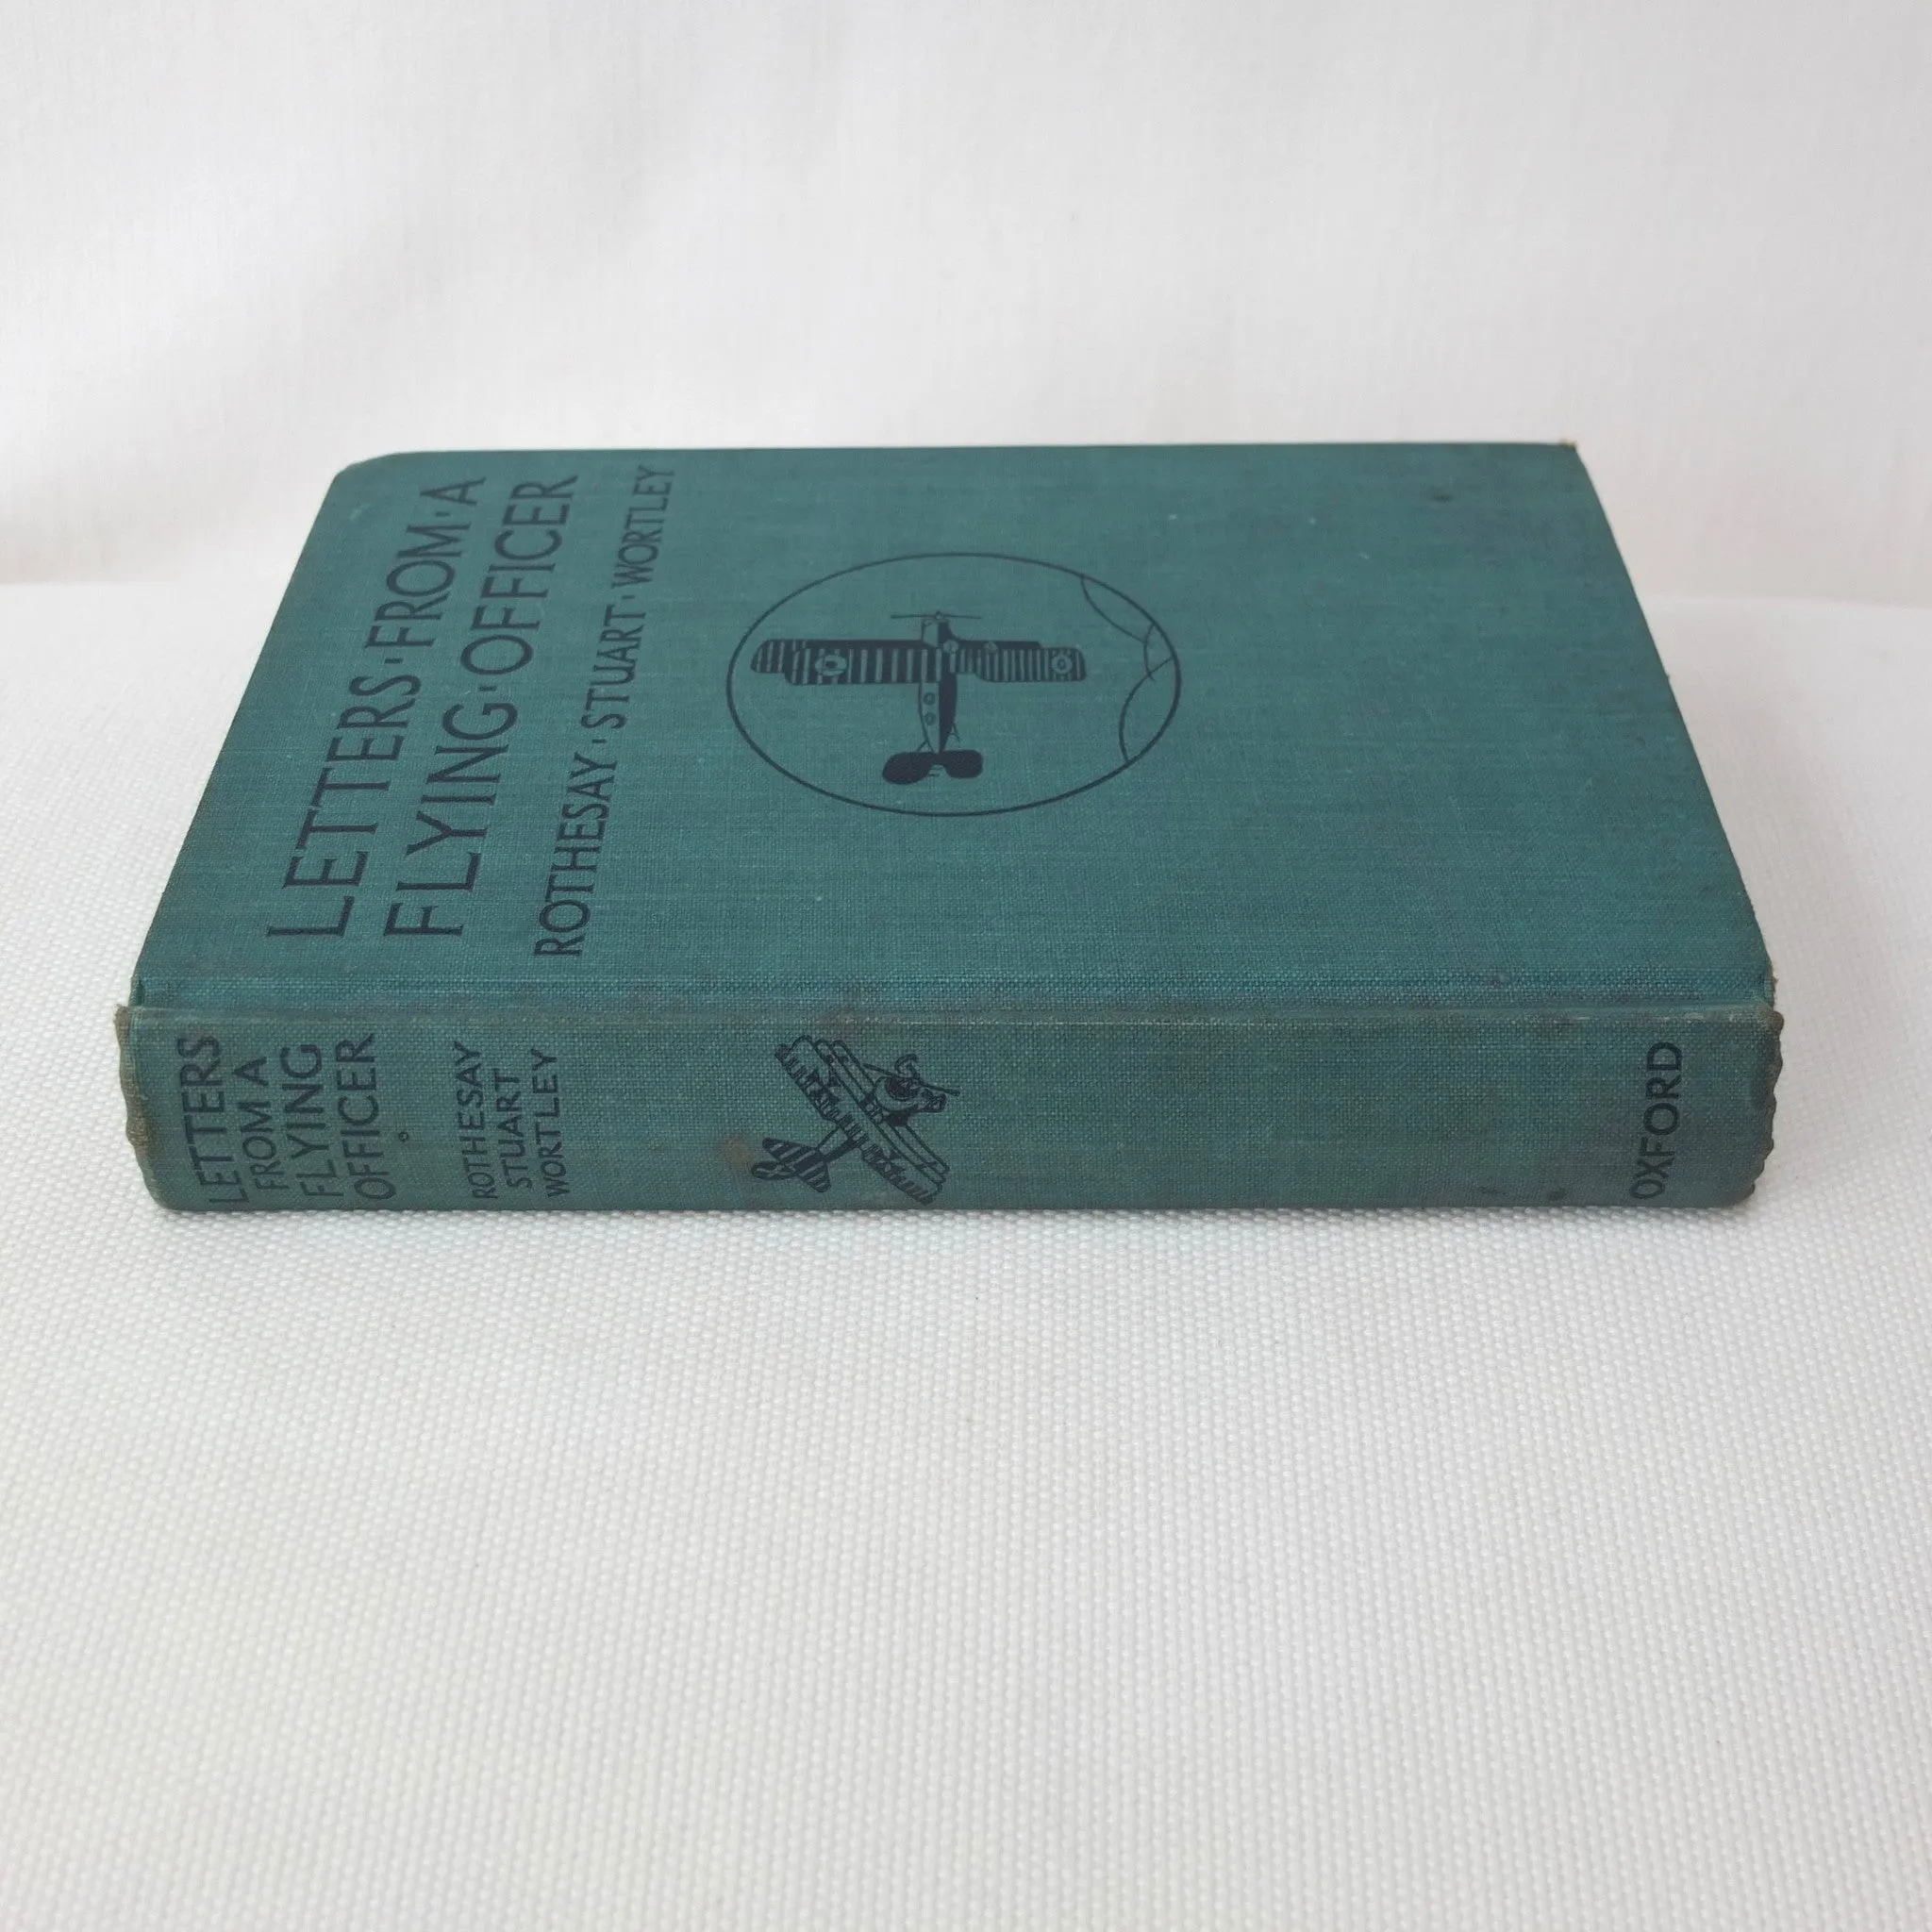 LETTERS·FROM·A
FLYING·OFFICER
ROTHESAY·STUART·WORTLEY
LETTERS
FROM A
FLYING
OFFICER
ROTHESAY
STUART
WORTLEY
OXFORD